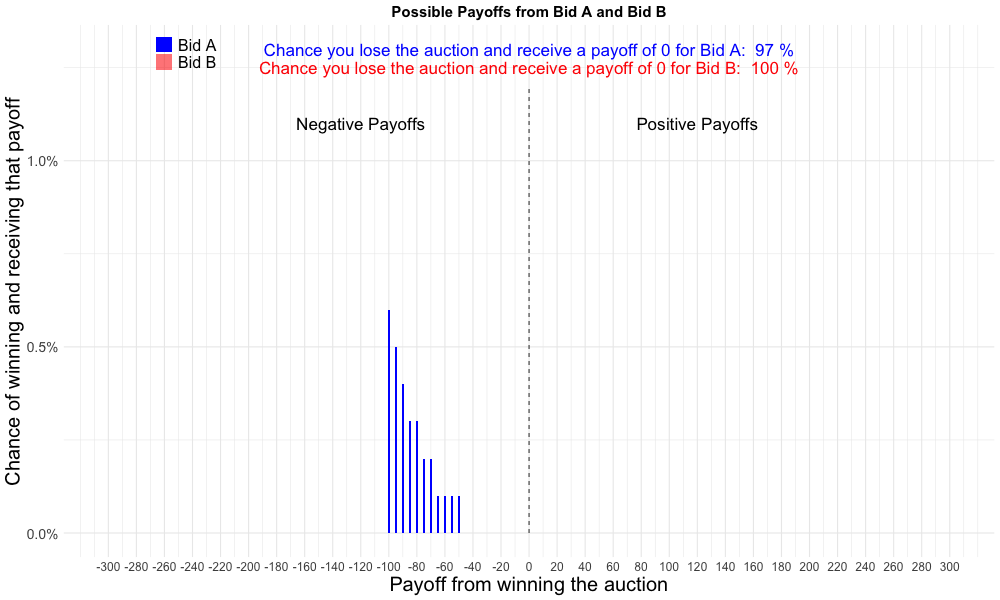 Possible Payoffs from Bid A and Bid B
Bid A
Bid B
Chance you lose the auction and receive a payoff of 0 for Bid A:  97 %
Chance you lose the auction and receive a payoff of 0 for Bid B:  100 %
Negative Payoffs
Positive Payoffs
Chance of winning and receiving that payoff
1.0%
0.5%
0.0%
-300 -280 -260 -240 -220 -200 -180 -160 -140 -120 -100 -80 -60 -40 -20 0 20 40 60 80 100 120 140 160 180 200 220 240 260 280 300
Payoff from winning the auction